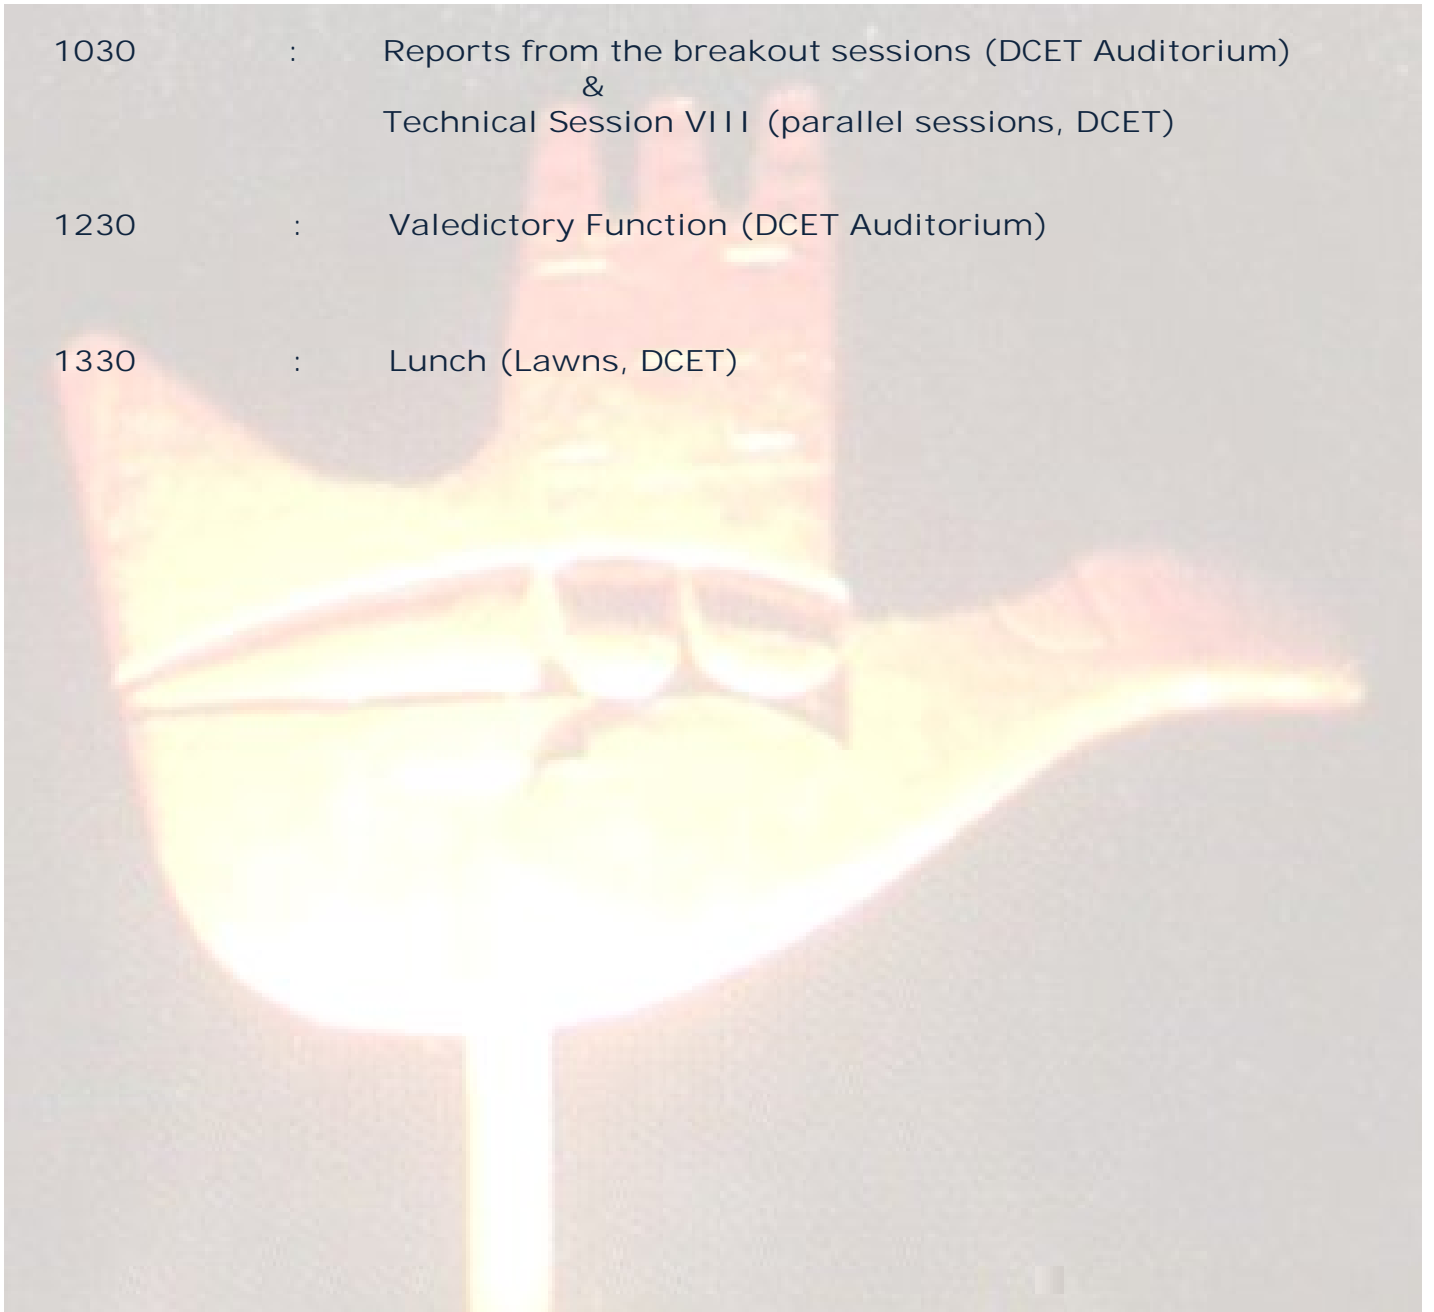 1030 : Reports from the breakout sessions (DCET Auditorium)
&
Technical Session VIII (parallel sessions, DCET)
1230 : Valedictory Function (DCET Auditorium)
1330 : Lunch (Lawns, DCET)